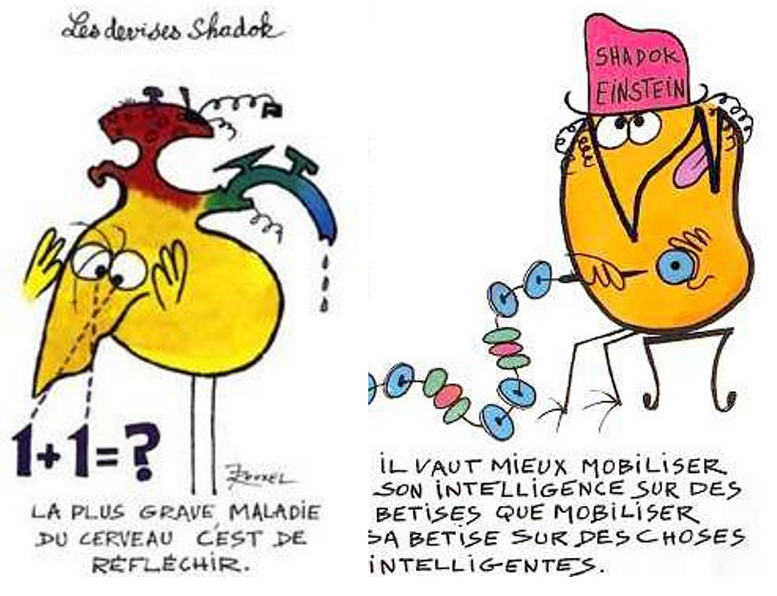 Les devises Shadok
1+1=?
ROUXEL
LA PLUS GRAVE MALADIE
DU CERVEAU C'EST DE
RÉFLÉCHIR.
SHADOK
EINSTEIN
IL VAUT MIEUX MOBILISER
SON INTELLIGENCE SUR DES
BETISES QUE MOBILISER
SA BETISE SUR DES CHOSES
INTELLIGENTES.